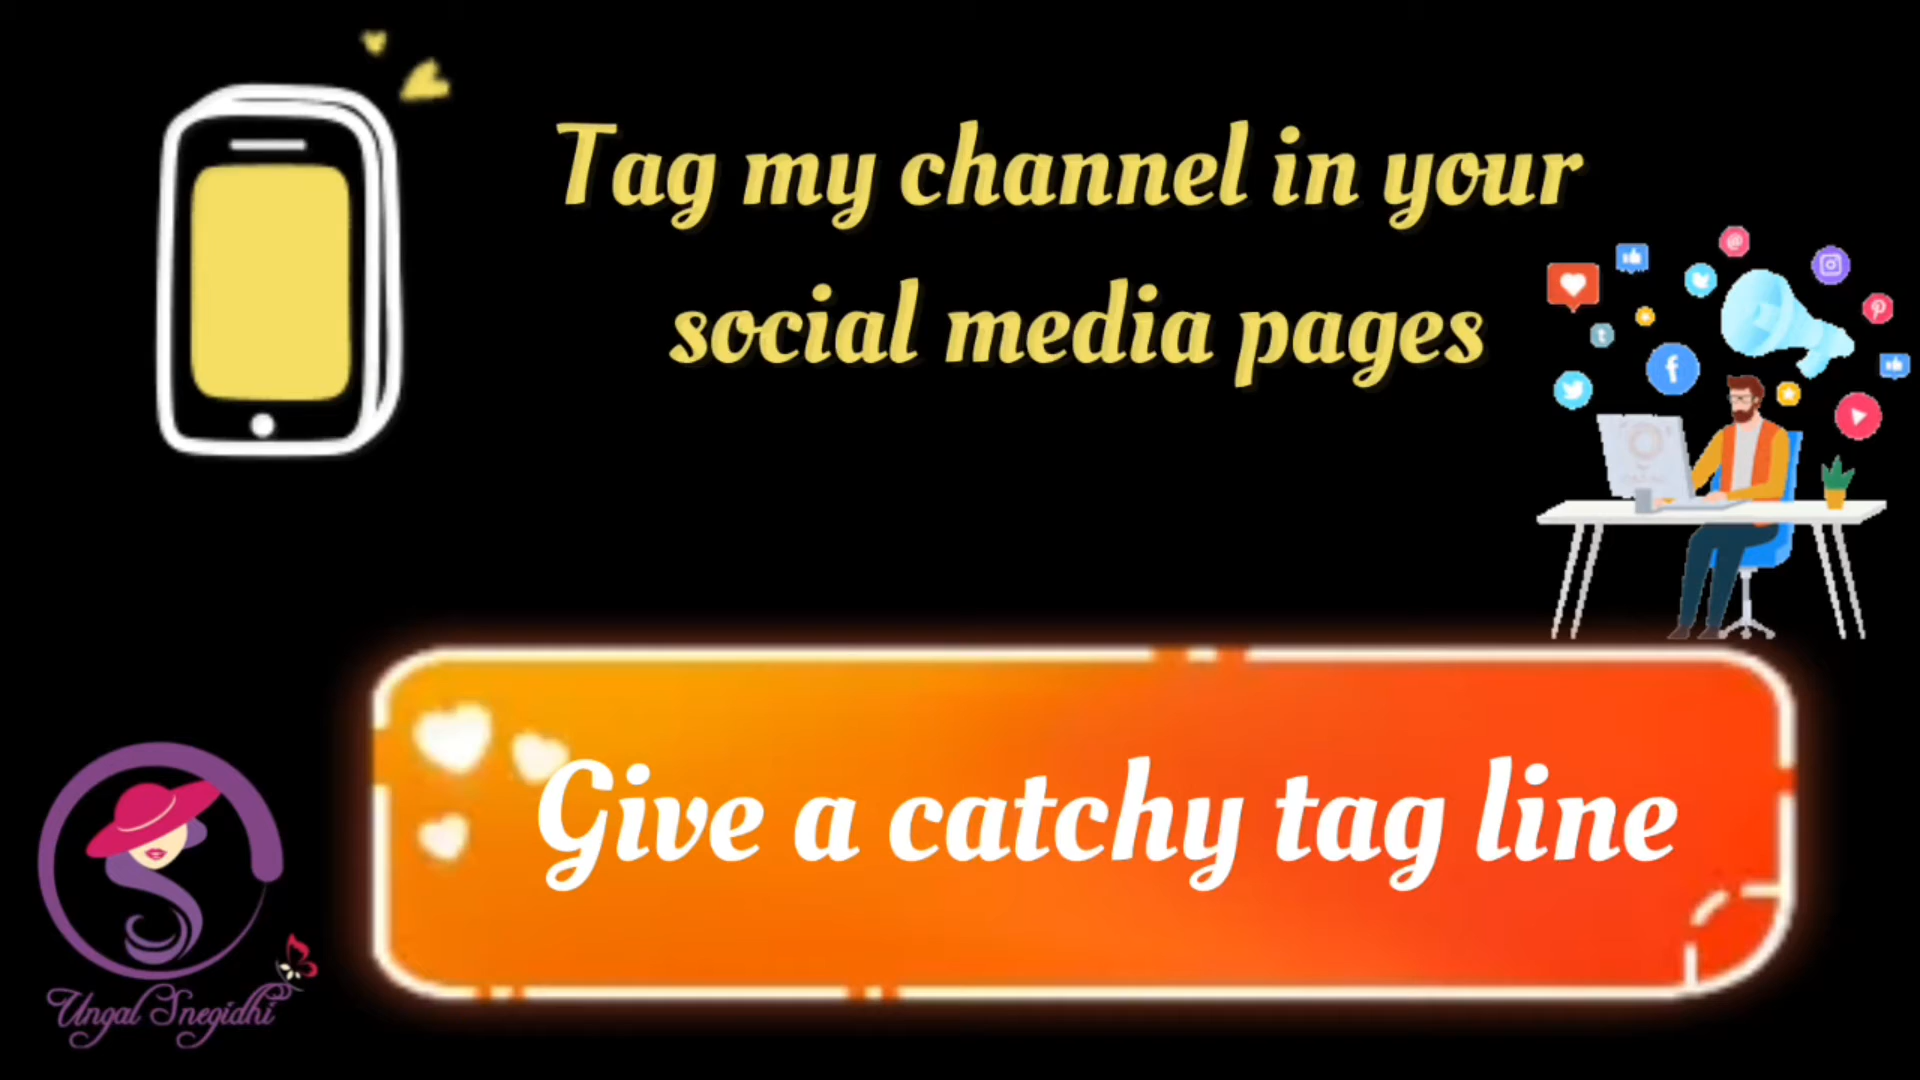 Tag my channel in your
social media pages
Give a catchy tag line
Ungal Snegidhi